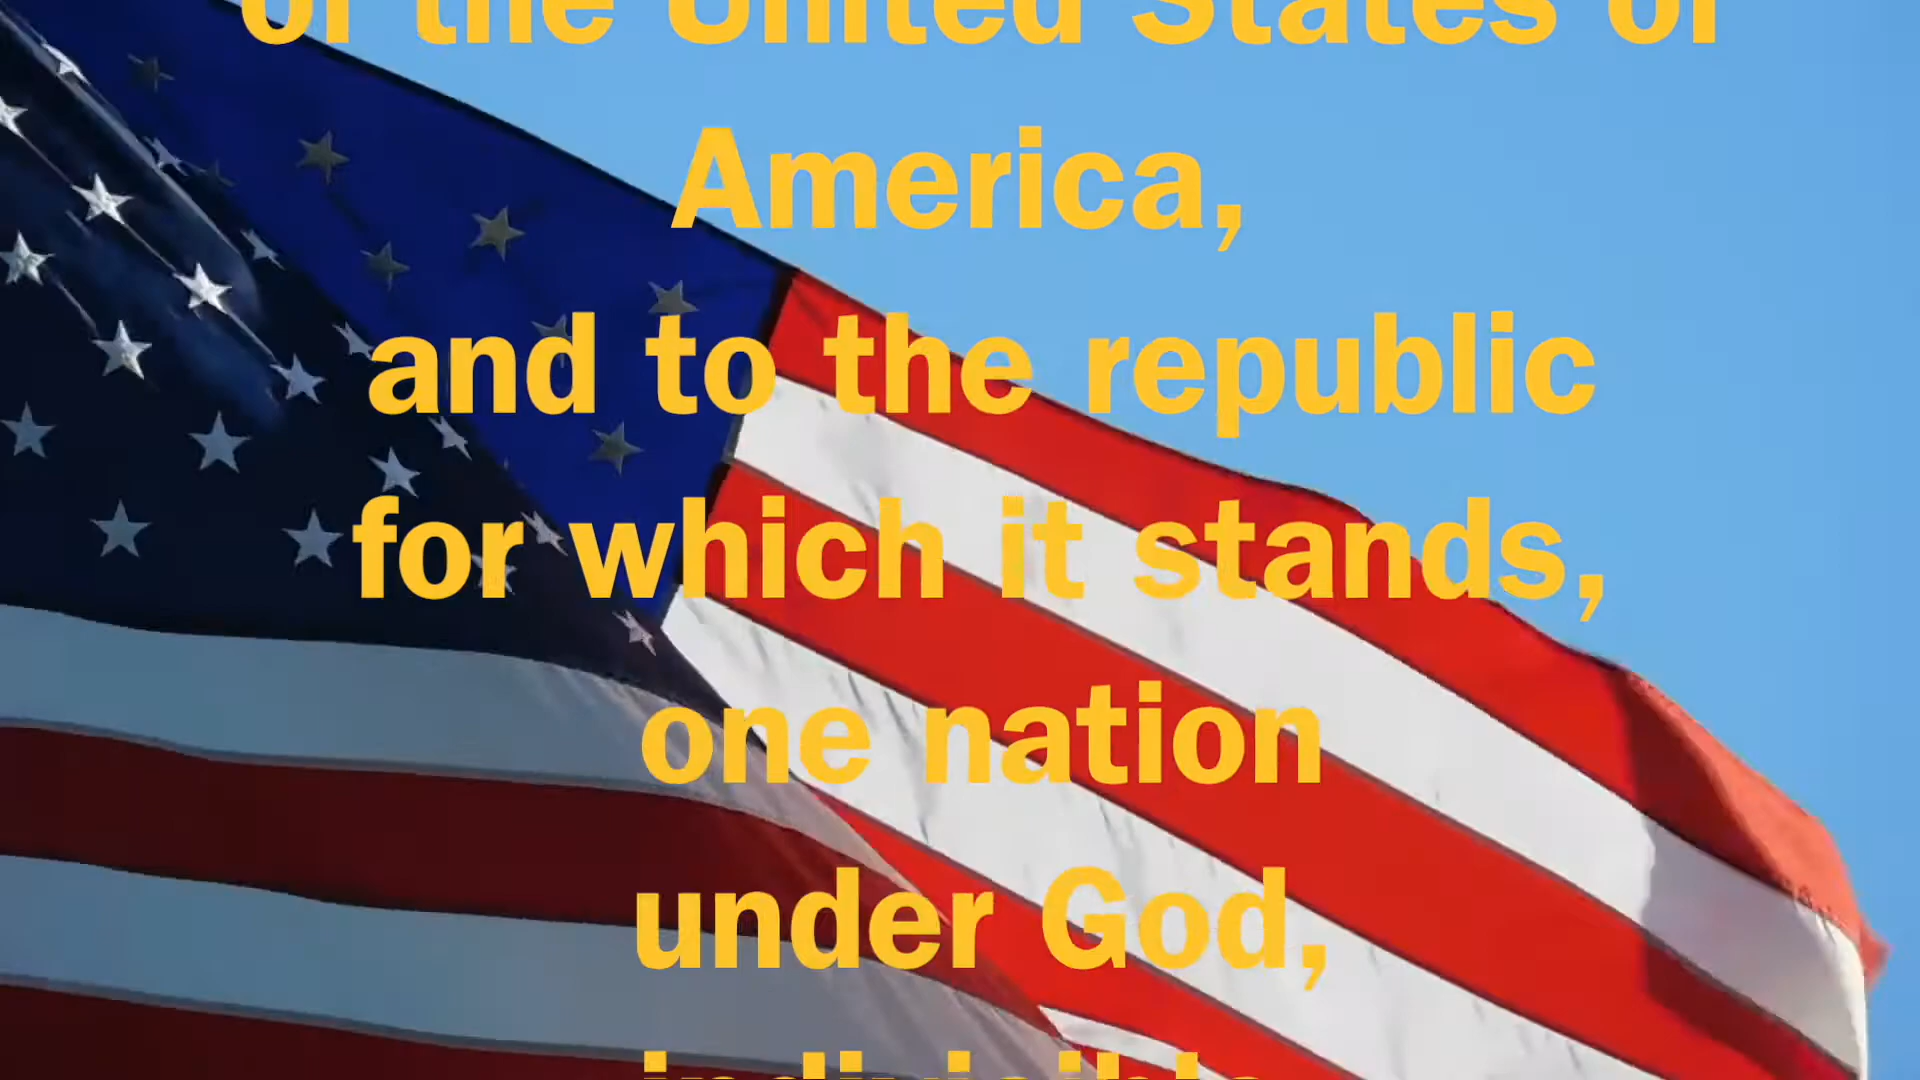 of the United States of
America,
and to the republic
for which it stands,
one nation
under God,
indivisible